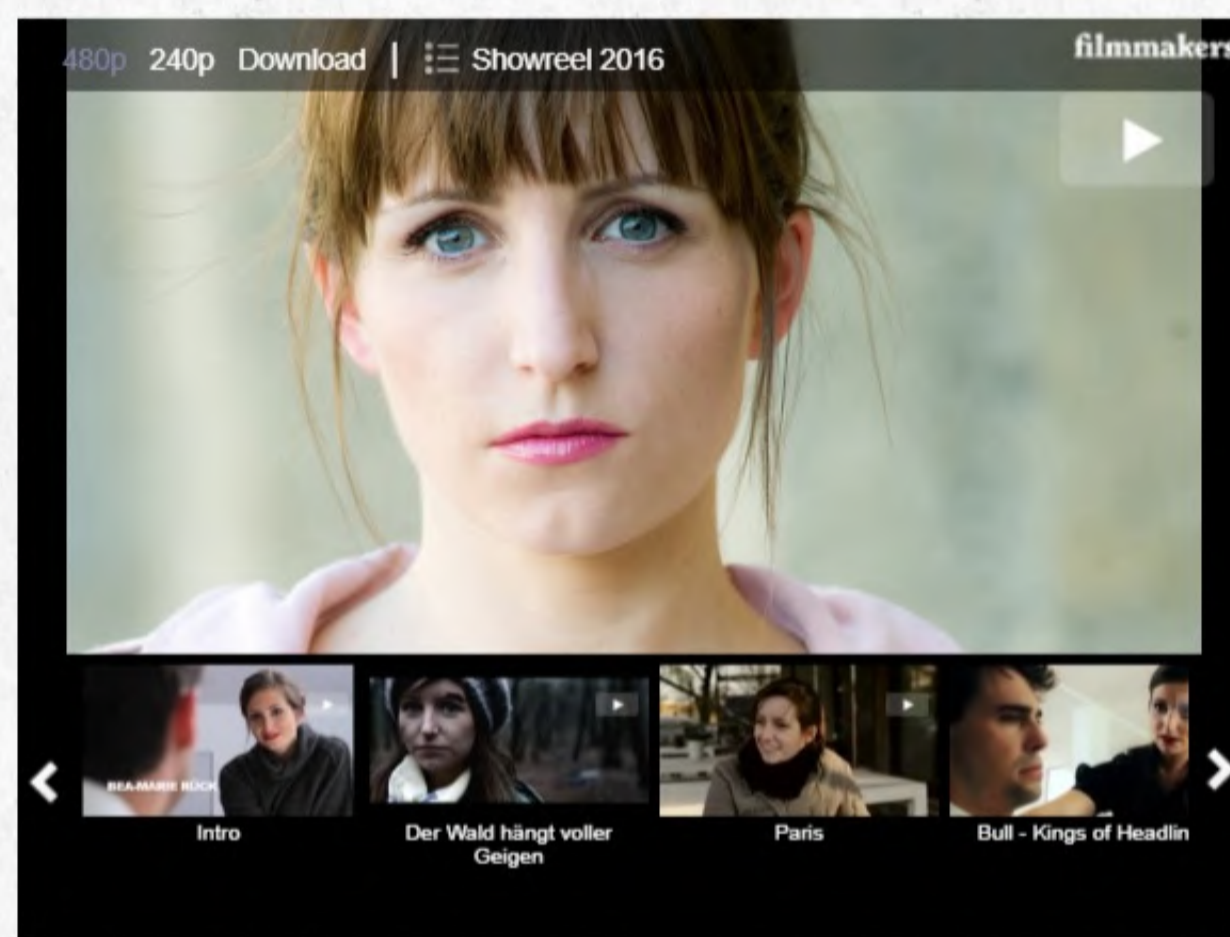 480p 240p Download | Showreel 2016
filmmakers
BEA-MARIE RÜCK
Intro
Der Wald hängt voller
Geigen
Paris
Bull - Kings of Headlin